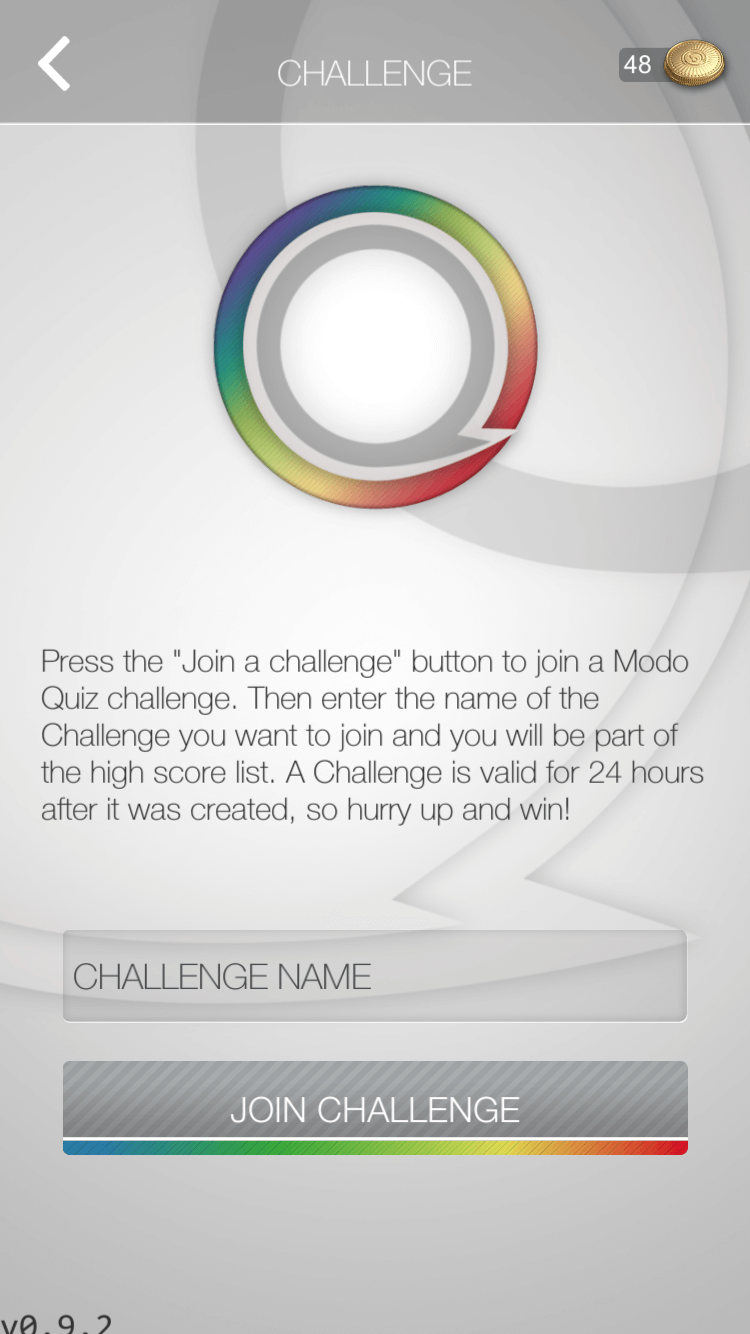 CHALLENGE
48
Press the "Join a challenge" button to join a Modo
Quiz challenge. Then enter the name of the
Challenge you want to join and you will be part of
the high score list. A Challenge is valid for 24 hours
after it was created, so hurry up and win!
CHALLENGE NAME
JOIN CHALLENGE
v0.9.2